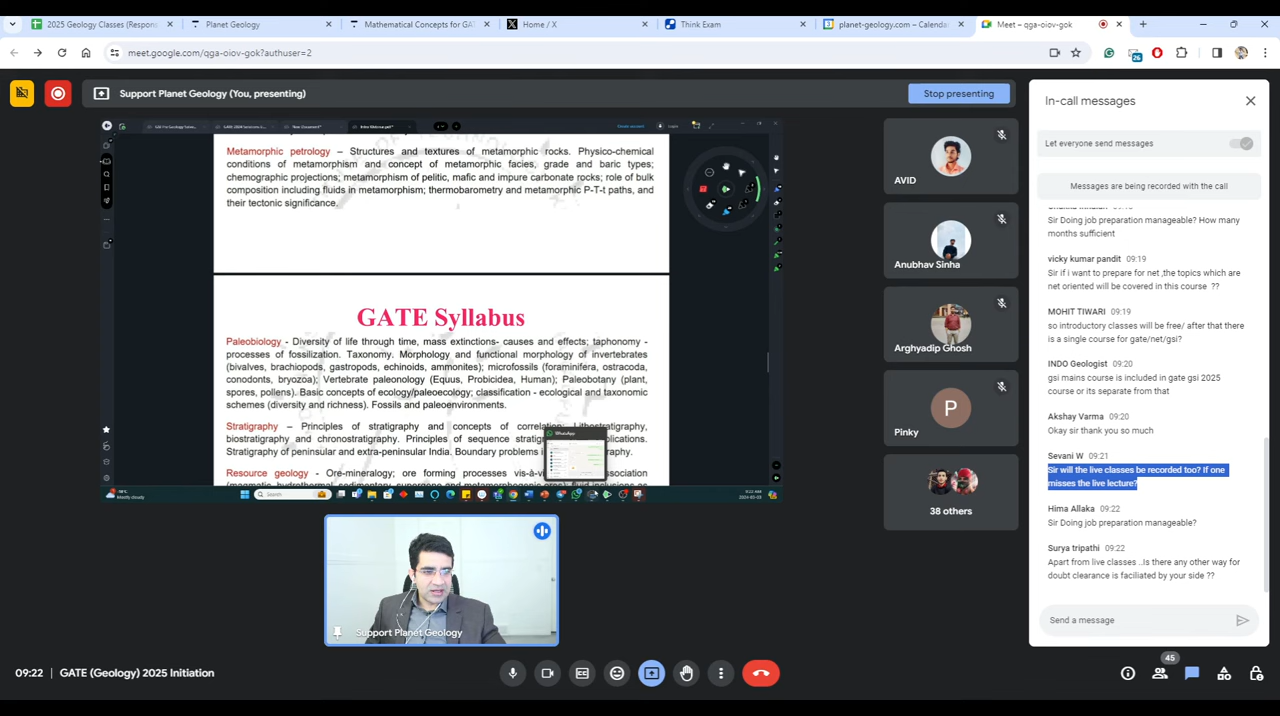 2025 Geology Classes (Respon
Planet Geology
Mathematical Concepts for GA
Home / X
Think Exam
planet-geology.com – Calenda
Meet – qga-oiov-gok
meet.google.com/qga-oiov-gok?authuser=2
26
Support Planet Geology (You, presenting)
Stop presenting
Metamorphic petrology – Structures and textures of metamorphic rocks. Physico-chemical
conditions of metamorphism and concept of metamorphic facies, grade and baric types;
chemographic projections; metamorphism of pelitic, mafic and impure carbonate rocks; role of bulk
composition including fluids in metamorphism; thermobarometry and metamorphic P-T-t paths, and
their tectonic significance.
GATE Syllabus
Paleobiology - Diversity of life through time, mass extinctions- causes and effects; taphonomy -
processes of fossilization. Taxonomy. Morphology and functional morphology of invertebrates
(bivalves, brachiopods, gastropods, echinoids, ammonites); microfossils (foraminifera, ostracoda,
conodonts, bryozoa); Vertebrate paleonology (Equus, Probicidea, Human); Paleobotany (plant,
spores, pollens). Basic concepts of ecology/paleoecology; classification - ecological and taxonomic
schemes (diversity and richness). Fossils and paleoenvironments.
Stratigraphy – Principles of stratigraphy and concepts of correlation; Lithostratigraphy,
biostratigraphy and chronostratigraphy. Principles of sequence stratig plications.
Stratigraphy of peninsular and extra-peninsular India. Boundary problems i graphy.
Resource geology - Ore-mineralogy; ore forming processes vis-à-v ssociation
WhatsApp
Mostly cloudy
Search
AVID
Anubhav Sinha
Arghyadip Ghosh
P
Pinky
38 others
Support Planet Geology
In-call messages
Let everyone send messages
Messages are being recorded with the call
Sir Doing job preparation manageable? How many
months sufficient
vicky kumar pandit 09:19
Sir if i want to prepare for net ,the topics which are
net oriented will be covered in this course ??
MOHIT TIWARI 09:19
so introductory classes will be free/ after that there
is a single course for gate/net/gsi?
INDO Geologist 09:20
gsi mains course is included in gate gsi 2025
course or its separate from that
Akshay Varma 09:20
Okay sir thank you so much
Sevani W 09:21
Sir will the live classes be recorded too? If one
misses the live lecture?
Hima Allaka 09:22
Sir Doing job preparation manageable?
Surya tripathi 09:22
Apart from live classes ..Is there any other way for
doubt clearance is faciliated by your side ??
Send a message
09:22 GATE (Geology) 2025 Initiation
45